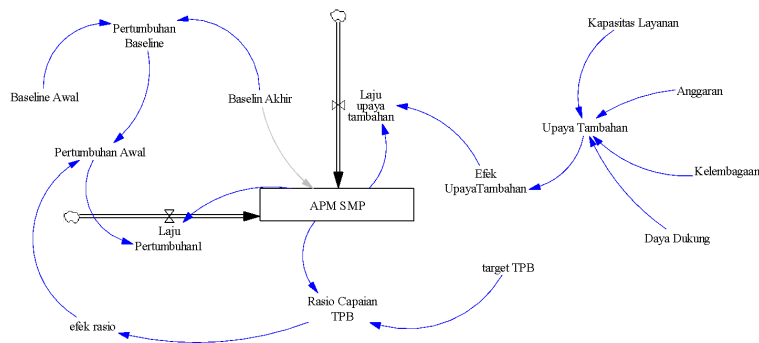 Pertumbuhan
Baseline
Kapasitas Layanan
Baseline Awal
Baselin Akhir
Laju
upaya
tambahan
Anggaran
Upaya Tambahan
Pertumbuhan Awal
Efek
UpayaTambahan
Kelembagaan
APM SMP
Laju
Pertumbuhan1
Daya Dukung
target TPB
Rasio Capaian
TPB
efek rasio